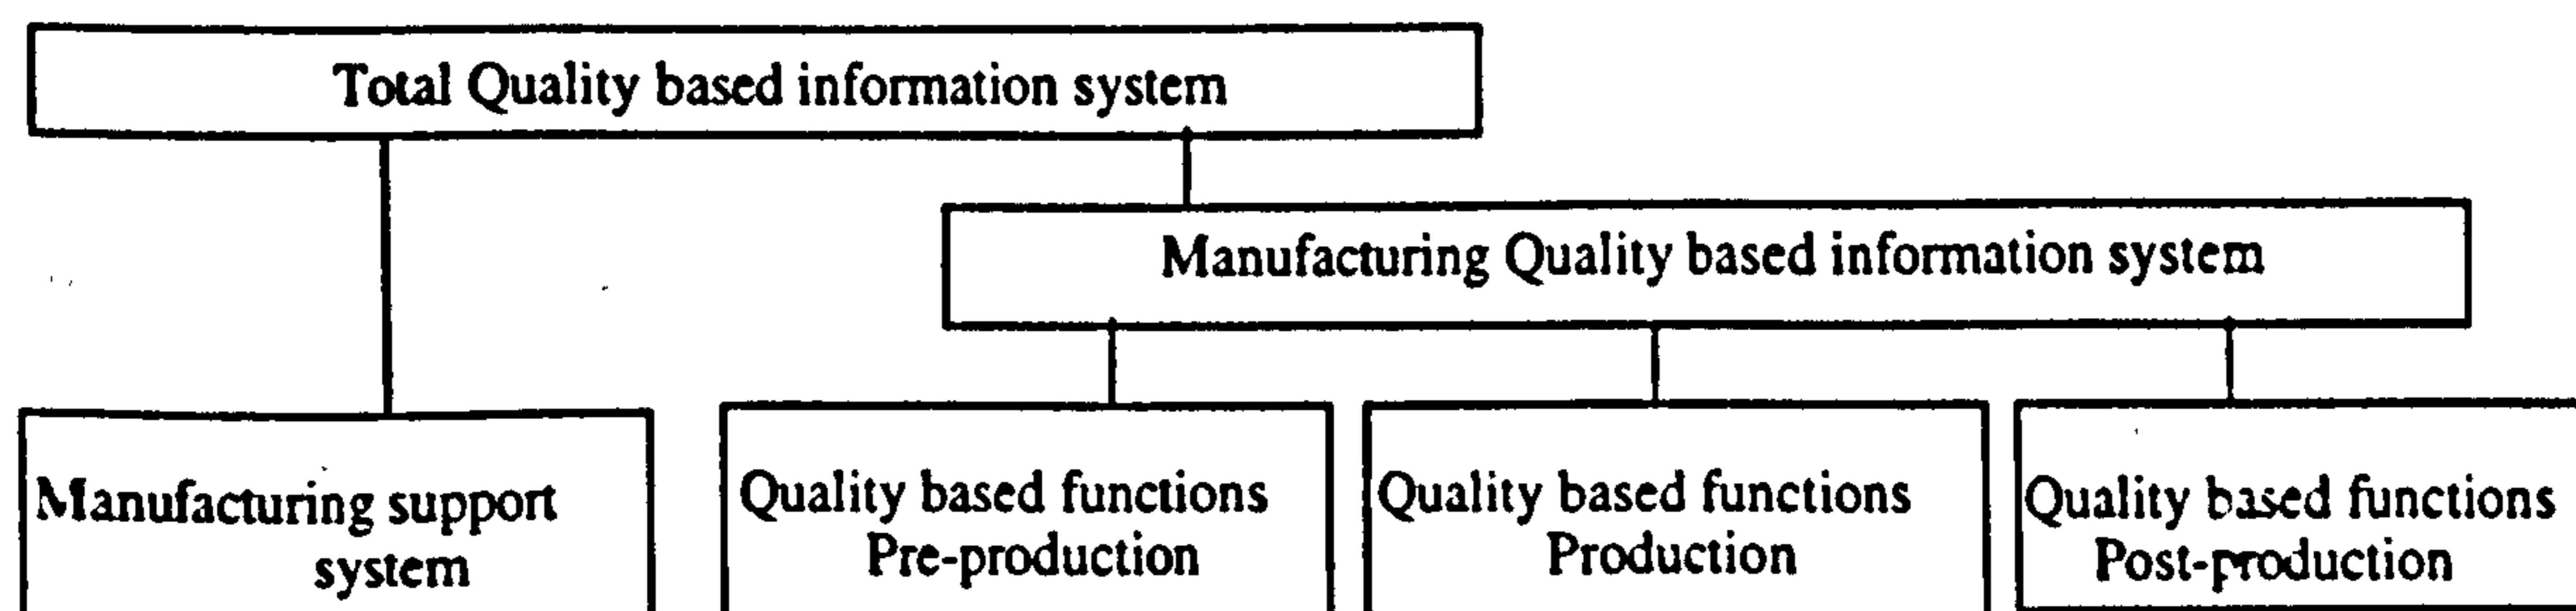 Total Quality based information system
Manufacturing Quality based information system
Manufacturing support
system
Quality based functions
Pre-production
Quality based functions
Production
Quality based functions
Post-production